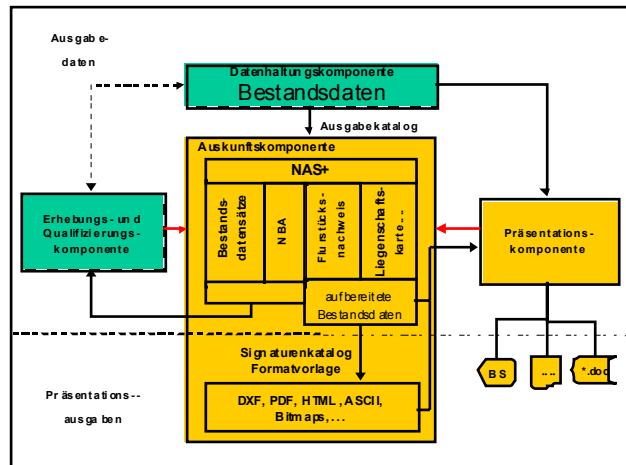 Ausgabe-
daten
Datenhaltungskomponente
Bestandsdaten
Ausgabekatalog
Auskunftskomponente
NAS+
Bestands-
datensätze
NBA
Flurstücks-
nachweis
Liegenschafts-
karte....
Erhebungs- und
Qualifizierungs-
komponente
Präsentations-
komponente
aufbereitete
Bestandsdaten
Signaturenkatalog
Formatvorlage
BS
....
*.doc
Präsentations--
ausgaben
DXF, PDF, HTML, ASCII,
Bitmaps,...